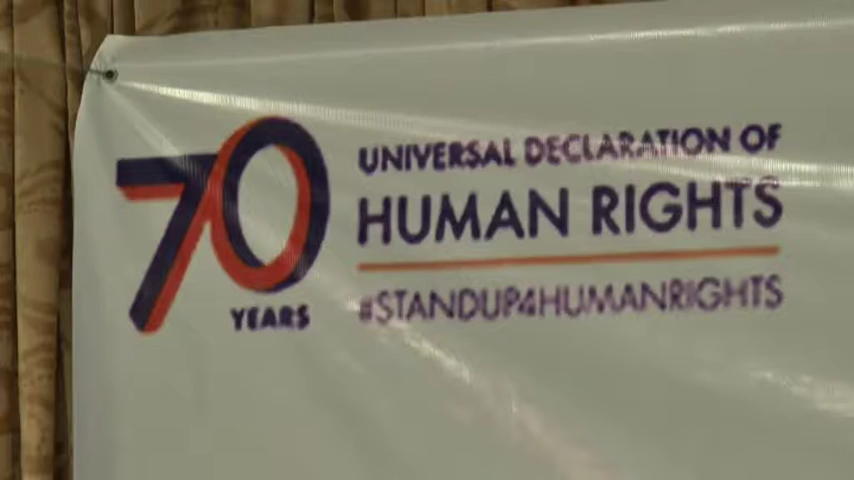 70
YEARS
UNIVERSAL DECLARATION OF
HUMAN RIGHTS
#STANDUP4HUMANRIGHTS